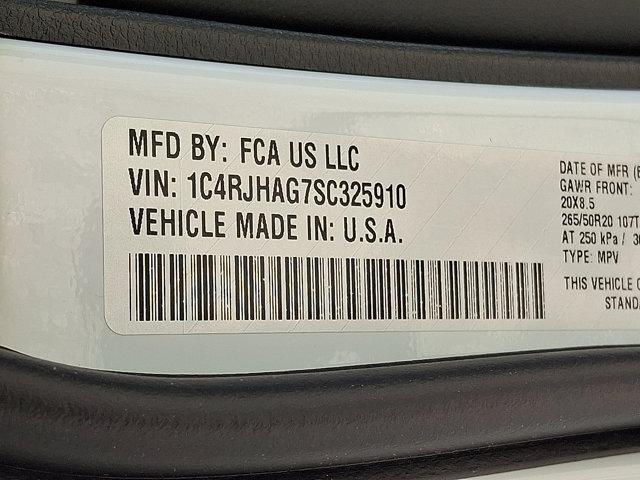 MFD BY: FCA US LLC
VIN: 1C4RJHAG7SC325910
VEHICLE MADE IN: U.S.A.
DATE OF MFR
GAWR FRONT:
20X8.5
265/50R20 107T
AT 250 kPa /
TYPE: MPV
THIS VEHICLE